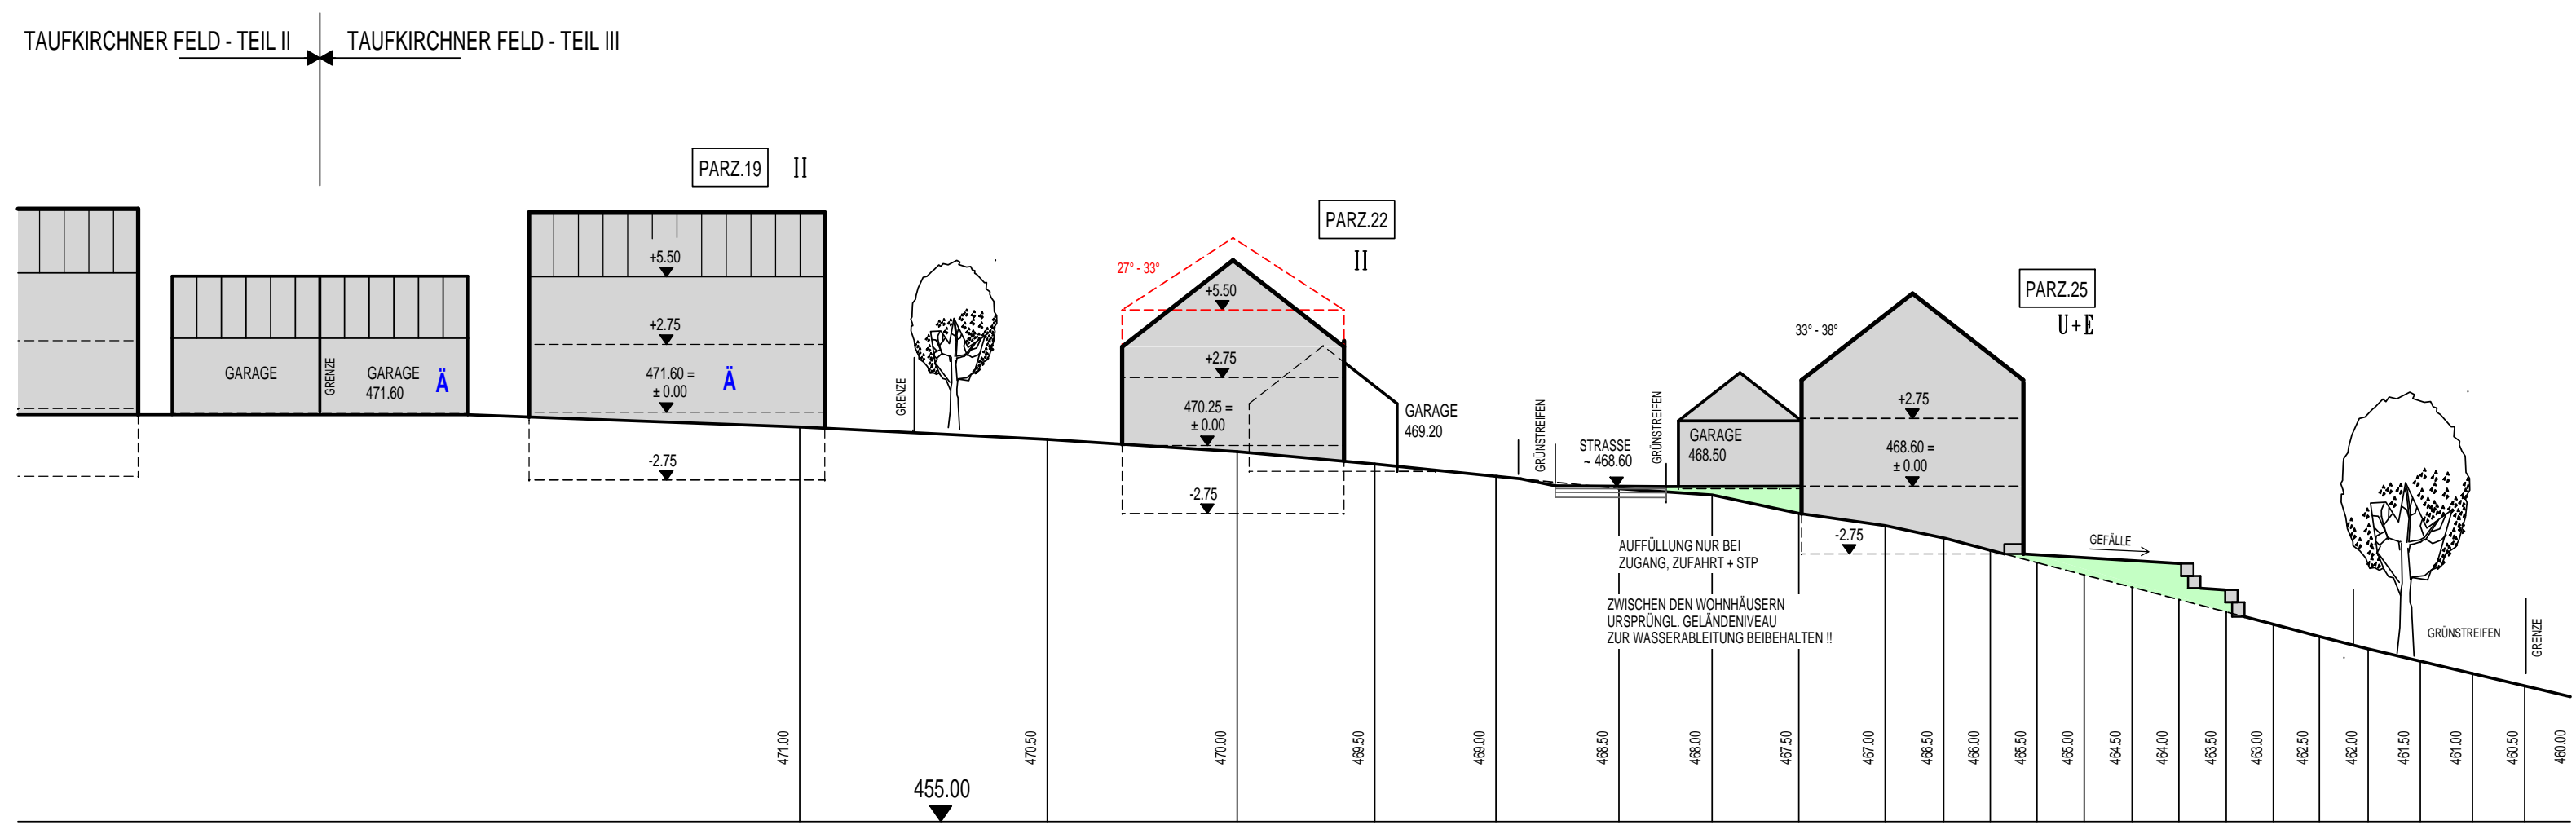 TAUFKIRCHNER FELD - TEIL II
TAUFKIRCHNER FELD - TEIL III
PARZ.19 II
GARAGE
GRENZE
GARAGE
471.60
Ä
+5.50
+2.75
471.60 =
± 0.00
Ä
-2.75
GRENZE
PARZ.22
II
27° - 33°
+5.50
+2.75
470.25 =
± 0.00
-2.75
GARAGE
469.20
GRÜNSTREIFEN
STRASSE
~ 468.60
GRÜNSTREIFEN
GARAGE
468.50
PARZ.25
U+E
33° - 38°
+2.75
468.60 =
± 0.00
-2.75
AUFFÜLLUNG NUR BEI
ZUGANG, ZUFAHRT + STP
ZWISCHEN DEN WOHNHÄUSERN
URSPRÜNGL. GELÄNDENIVEAU
ZUR WASSERABLEITUNG BEIBEHALTEN !!
GEFÄLLE
GRÜNSTREIFEN
GRENZE
455.00
471.00
470.50
470.00
469.50
469.00
468.50
468.00
467.50
467.00
466.50
466.00
465.50
465.00
464.50
464.00
463.50
463.00
462.50
462.00
461.50
461.00
460.50
460.00